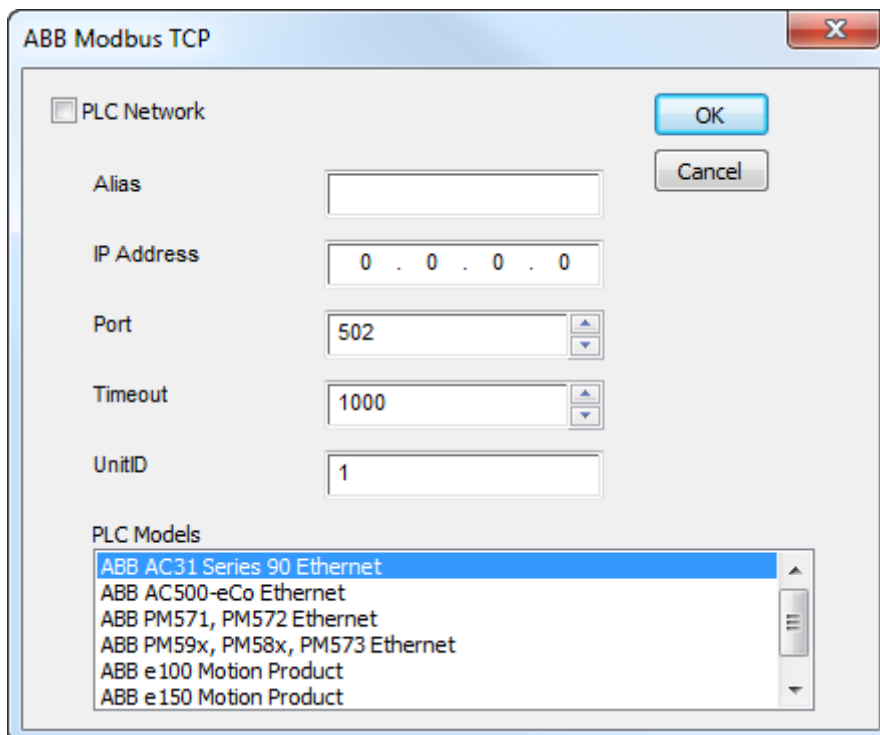 ABB Modbus TCP
PLC Network
OK
Cancel
Alias
IP Address
0 . 0 . 0 . 0
Port
502
Timeout
1000
UnitID
1
PLC Models
ABB AC31 Series 90 Ethernet
ABB AC500-eCo Ethernet
ABB PM571, PM572 Ethernet
ABB PM59x, PM58x, PM573 Ethernet
ABB e100 Motion Product
ABB e150 Motion Product